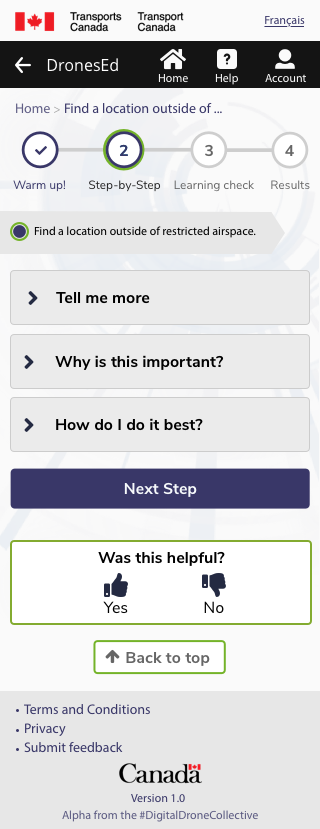 Transports Canada
Transport Canada
Français
DronesEd
Home
Help
Account
Home > Find a location outside of ...
2
3
4
Warm up!
Step-by-Step
Learning check
Results
Find a location outside of restricted airspace.
Tell me more
Why is this important?
How do I do it best?
Next Step
Was this helpful?
Yes
No
Back to top
• Terms and Conditions
• Privacy
• Submit feedback
Canada
Version 1.0
Alpha from the #DigitalDroneCollective